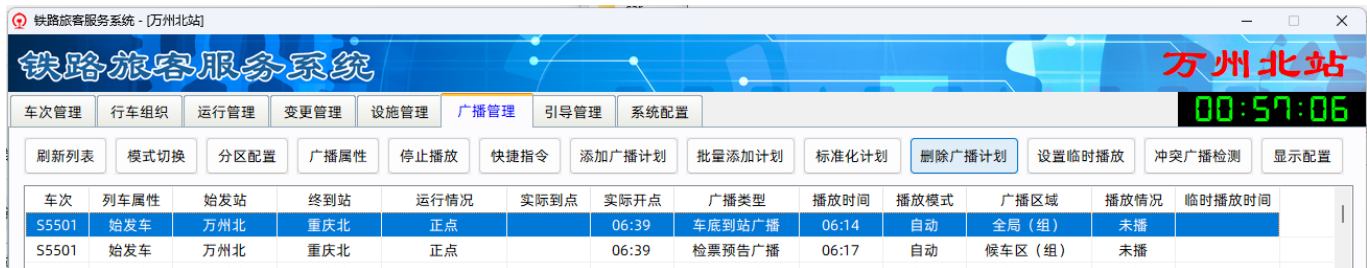 铁路旅客服务系统 - [万州北站]
铁路旅客服务系统 万州北站
车次管理 行车组织 运行管理 变更管理 设施管理 广播管理 引导管理 系统配置 00:57:06
刷新列表 模式切换 分区配置 广播属性 停止播放 快捷指令 添加广播计划 批量添加计划 标准化计划 删除广播计划 设置临时播放 冲突广播检测 显示配置
车次 列车属性 始发站 终到站 运行情况 实际到点 实际开点 广播类型 播放时间 播放模式 广播区域 播放情况 临时播放时间
S5501 始发车 万州北 重庆北 正点 06:39 车底到站广播 06:14 自动 全局（组） 未播
S5501 始发车 万州北 重庆北 正点 06:39 检票预告广播 06:17 自动 候车区（组） 未播